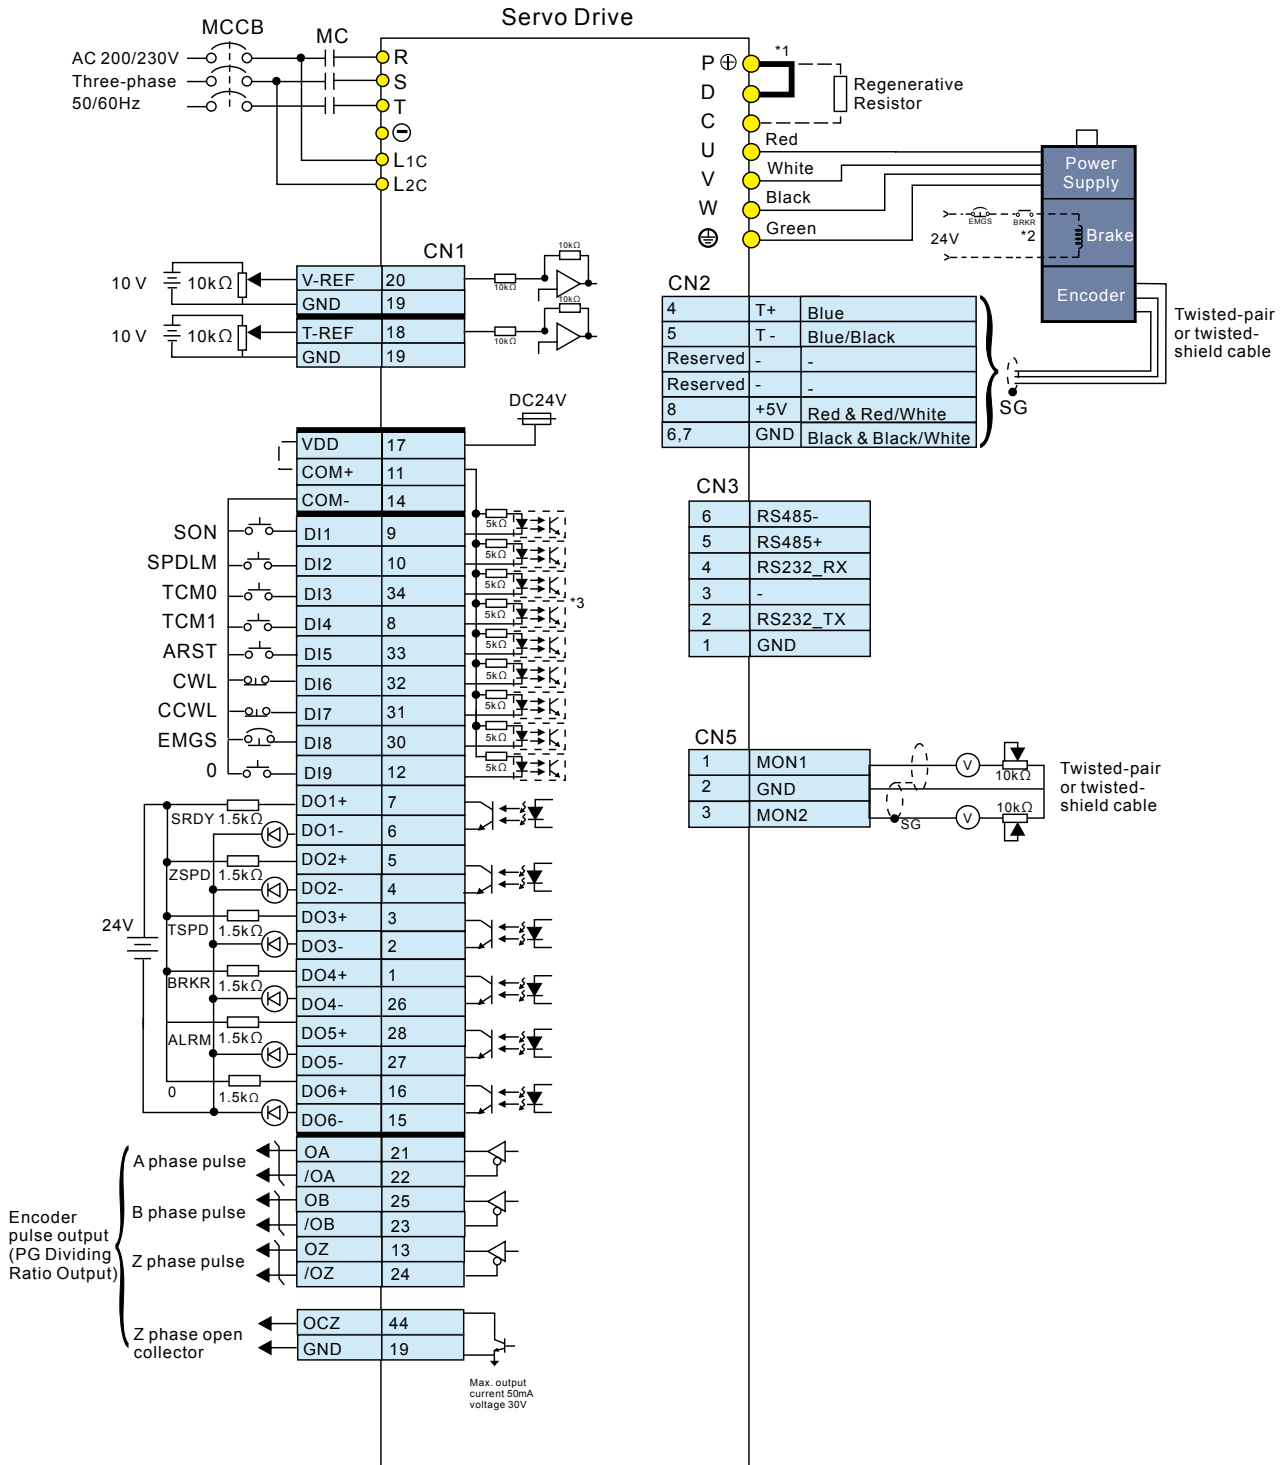 Servo Drive
MCCB
MC
AC 200/230V
Three-phase
50/60Hz
R
S
T
⊖
L1C
L2C
P ⊕
D
C
U
V
W
*1
Regenerative
Resistor
Red
White
Black
Green
Power
Supply
24V
EMGS
BRKR
*2
Brake
Encoder
Twisted-pair
or twisted-
shield cable
SG
CN1
10 V
10kΩ
V-REF 20
GND 19
10kΩ
10kΩ
10 V
10kΩ
T-REF 18
GND 19
10kΩ
10kΩ
DC24V
VDD 17
COM+ 11
COM- 14
SON DI1 9 5kΩ
SPDLM DI2 10 5kΩ
TCM0 DI3 34 5kΩ
*3
TCM1 DI4 8 5kΩ
ARST DI5 33 5kΩ
CWL DI6 32 5kΩ
CCWL DI7 31 5kΩ
EMGS DI8 30 5kΩ
0 DI9 12 5kΩ
24V
SRDY 1.5kΩ DO1+ 7
DO1- 6
ZSPD 1.5kΩ DO2+ 5
DO2- 4
TSPD 1.5kΩ DO3+ 3
DO3- 2
BRKR 1.5kΩ DO4+ 1
DO4- 26
ALRM 1.5kΩ DO5+ 28
DO5- 27
0 1.5kΩ DO6+ 16
DO6- 15
Encoder
pulse output
(PG Dividing
Ratio Output)
A phase pulse
OA 21
/OA 22
B phase pulse
OB 25
/OB 23
Z phase pulse
OZ 13
/OZ 24
Z phase open
collector
OCZ 44
GND 19
Max. output
current 50mA
voltage 30V
CN2
4 T+ Blue
5 T - Blue/Black
Reserved - -
Reserved - -
8 +5V Red & Red/White
6,7 GND Black & Black/White
CN3
6 RS485-
5 RS485+
4 RS232_RX
3 -
2 RS232_TX
1 GND
CN5
1 MON1
2 GND
3 MON2
SG
V
10kΩ
V
10kΩ
Twisted-pair
or twisted-
shield cable